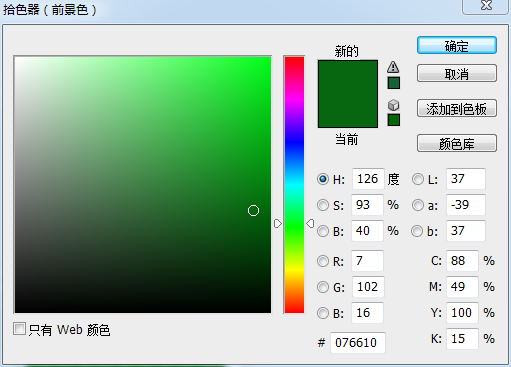 拾色器（前景色）
新的
当前
确定
取消
添加到色板
颜色库
H: 126 度
S: 93 %
B: 40 %
R: 7
G: 102
B: 16
# 076610
L: 37
a: -39
b: 37
C: 88 %
M: 49 %
Y: 100 %
K: 15 %
只有 Web 颜色